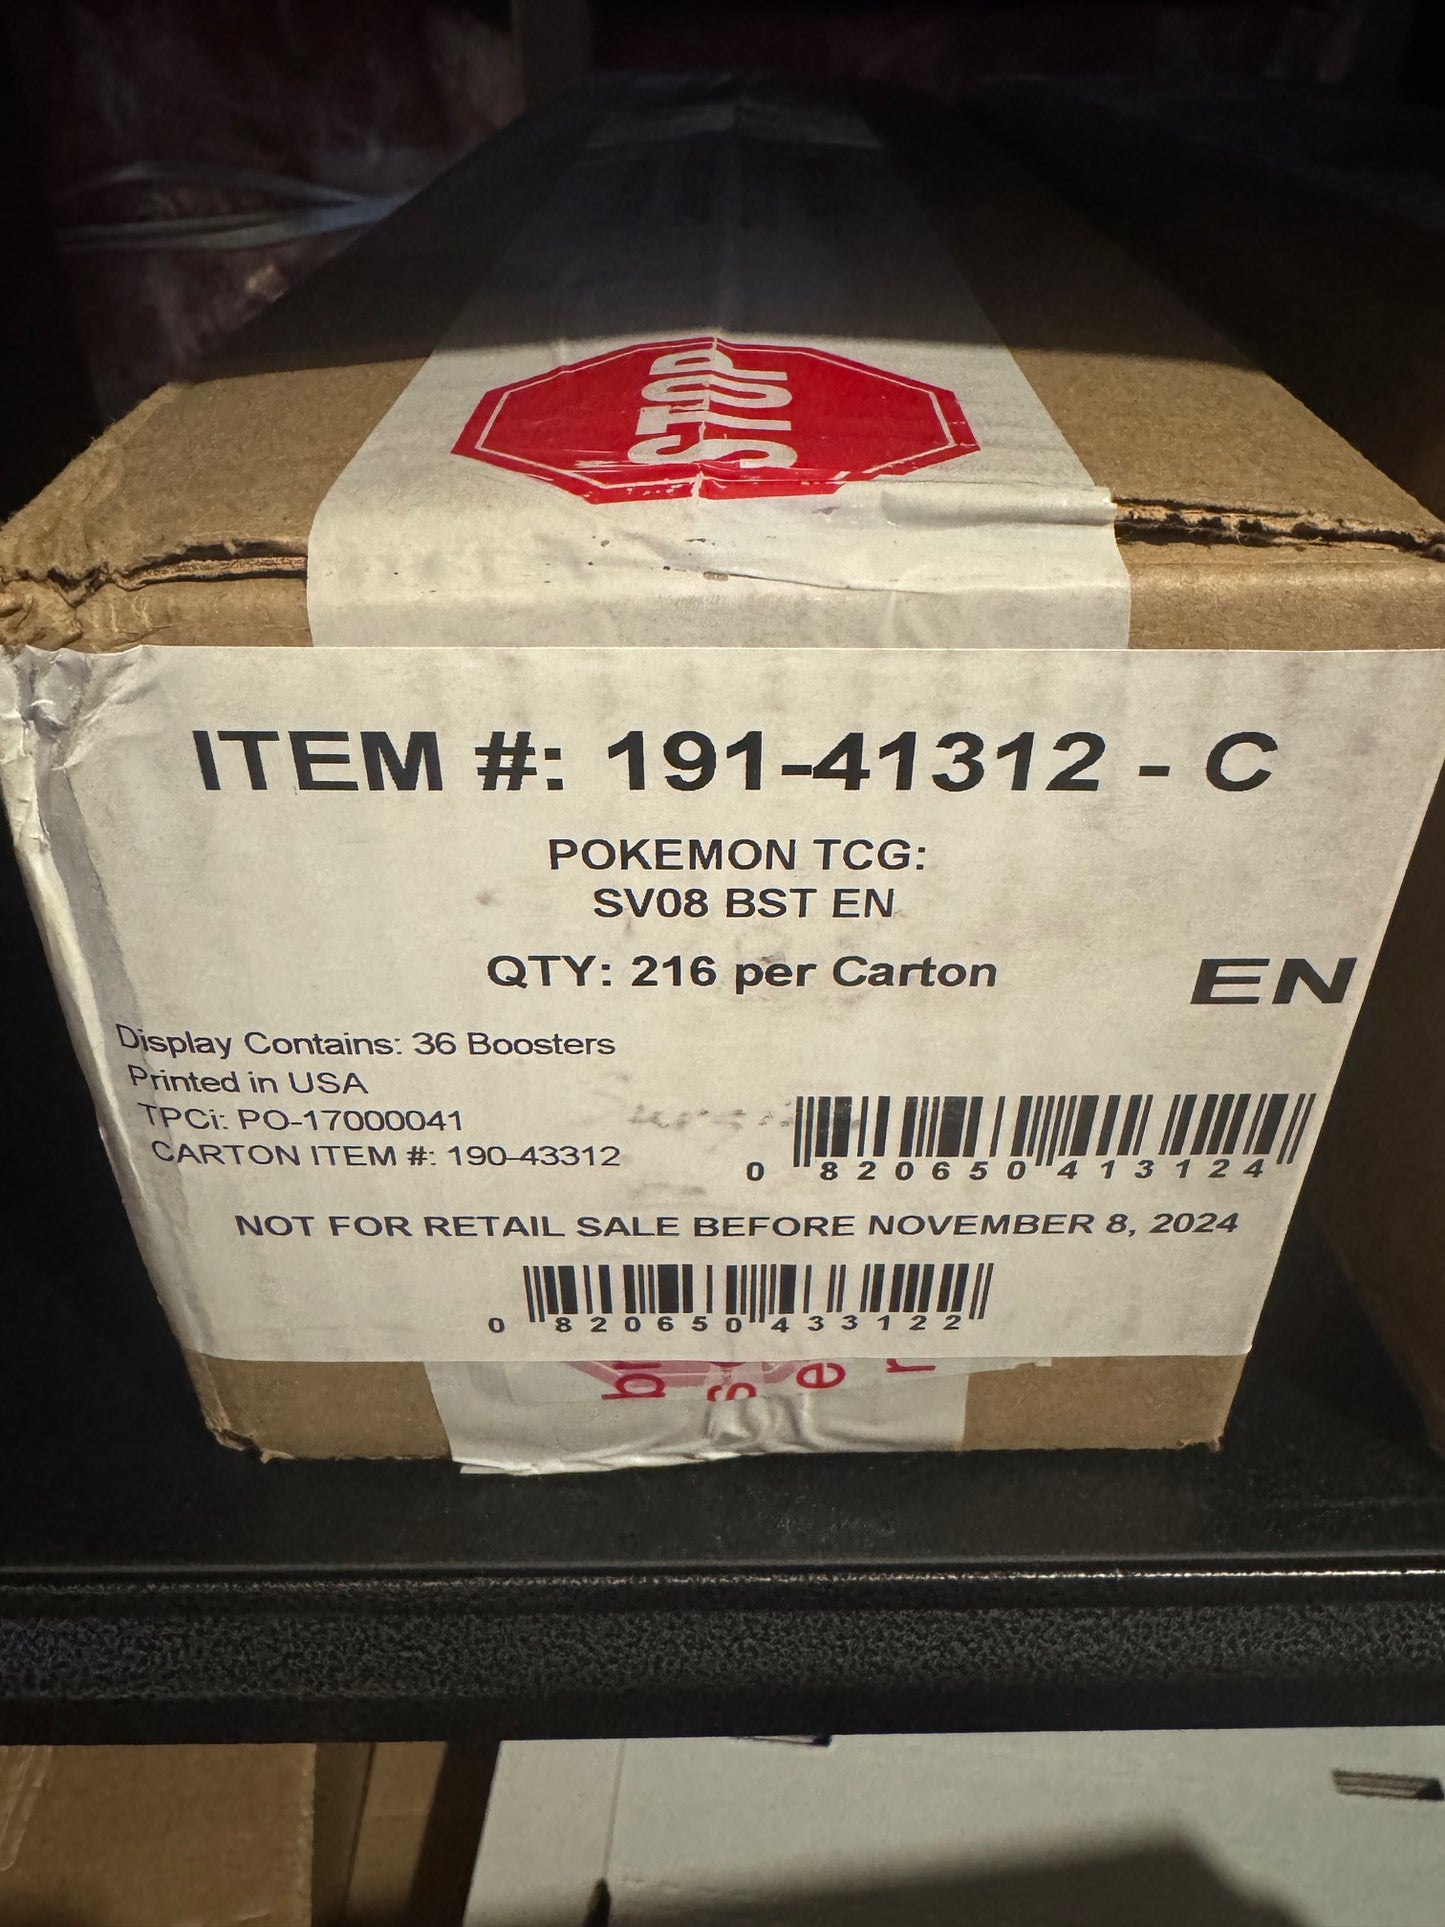 STOP
ITEM #: 191-41312 - C
POKEMON TCG:
SV08 BST EN
QTY: 216 per Carton
EN
Display Contains: 36 Boosters
Printed in USA
TPCi: PO-17000041
CARTON ITEM #: 190-43312
0 820650 413124
NOT FOR RETAIL SALE BEFORE NOVEMBER 8, 2024
0 820650 433122